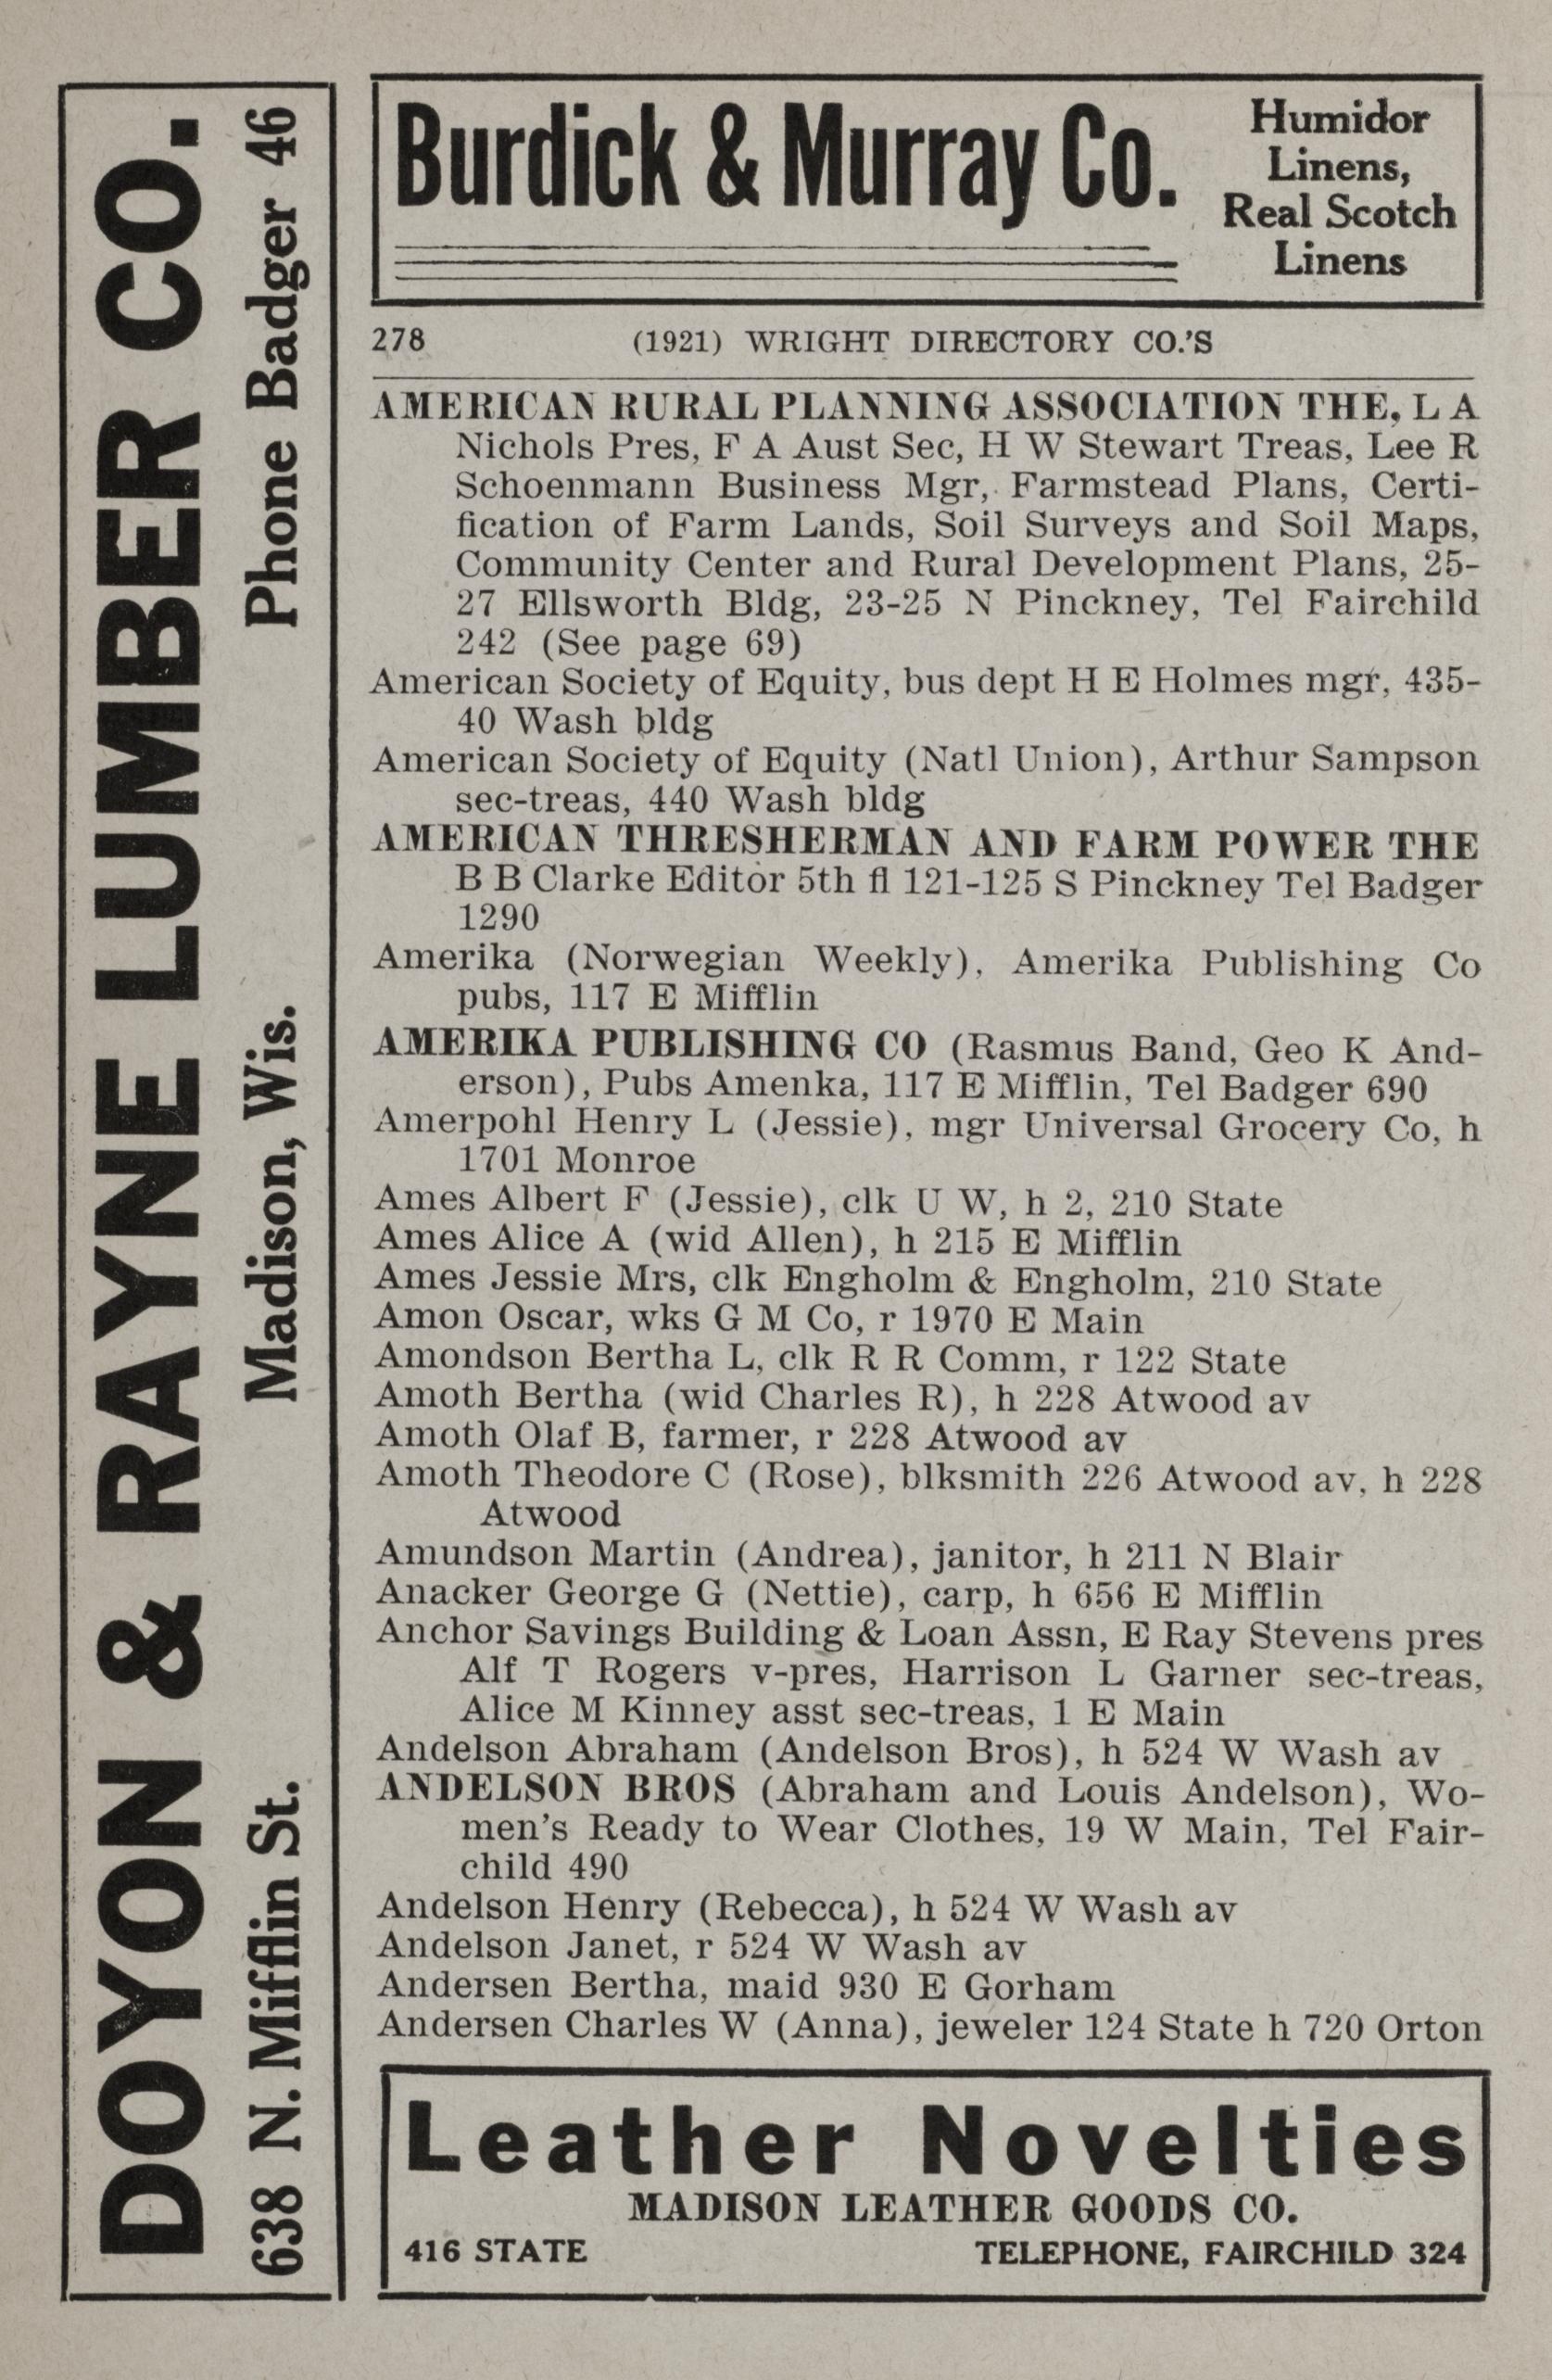 DOYON & RAYNE LUMBER CO.
638 N. Mifflin St. Madison, Wis. Phone Badger 46
Burdick & Murray Co.
Humidor
Linens,
Real Scotch
Linens
278 (1921) WRIGHT DIRECTORY CO.'S
AMERICAN RURAL PLANNING ASSOCIATION THE, L A
Nichols Pres, F A Aust Sec, H W Stewart Treas, Lee R
Schoenmann Business Mgr, Farmstead Plans, Certi-
fication of Farm Lands, Soil Surveys and Soil Maps,
Community Center and Rural Development Plans, 25-
27 Ellsworth Bldg, 23-25 N Pinckney, Tel Fairchild
242 (See page 69)
American Society of Equity, bus dept H E Holmes mgr, 435-
40 Wash bldg
American Society of Equity (Natl Union), Arthur Sampson
sec-treas, 440 Wash bldg
AMERICAN THRESHERMAN AND FARM POWER THE
B B Clarke Editor 5th fl 121-125 S Pinckney Tel Badger
1290
Amerika (Norwegian Weekly), Amerika Publishing Co
pubs, 117 E Mifflin
AMERIKA PUBLISHING CO (Rasmus Band, Geo K And-
erson), Pubs Amenka, 117 E Mifflin, Tel Badger 690
Amerpohl Henry L (Jessie), mgr Universal Grocery Co, h
1701 Monroe
Ames Albert F (Jessie), clk U W, h 2, 210 State
Ames Alice A (wid Allen), h 215 E Mifflin
Ames Jessie Mrs, clk Engholm & Engholm, 210 State
Amon Oscar, wks G M Co, r 1970 E Main
Amondson Bertha L, clk R R Comm, r 122 State
Amoth Bertha (wid Charles R), h 228 Atwood av
Amoth Olaf B, farmer, r 228 Atwood av
Amoth Theodore C (Rose), blksmith 226 Atwood av, h 228
Atwood
Amundson Martin (Andrea), janitor, h 211 N Blair
Anacker George G (Nettie), carp, h 656 E Mifflin
Anchor Savings Building & Loan Assn, E Ray Stevens pres
Alf T Rogers v-pres, Harrison L Garner sec-treas,
Alice M Kinney asst sec-treas, 1 E Main
Andelson Abraham (Andelson Bros), h 524 W Wash av
ANDELSON BROS (Abraham and Louis Andelson), Wo-
men's Ready to Wear Clothes, 19 W Main, Tel Fair-
child 490
Andelson Henry (Rebecca), h 524 W Wash av
Andelson Janet, r 524 W Wash av
Andersen Bertha, maid 930 E Gorham
Andersen Charles W (Anna), jeweler 124 State h 720 Orton
Leather Novelties
MADISON LEATHER GOODS CO.
416 STATE TELEPHONE, FAIRCHILD 324